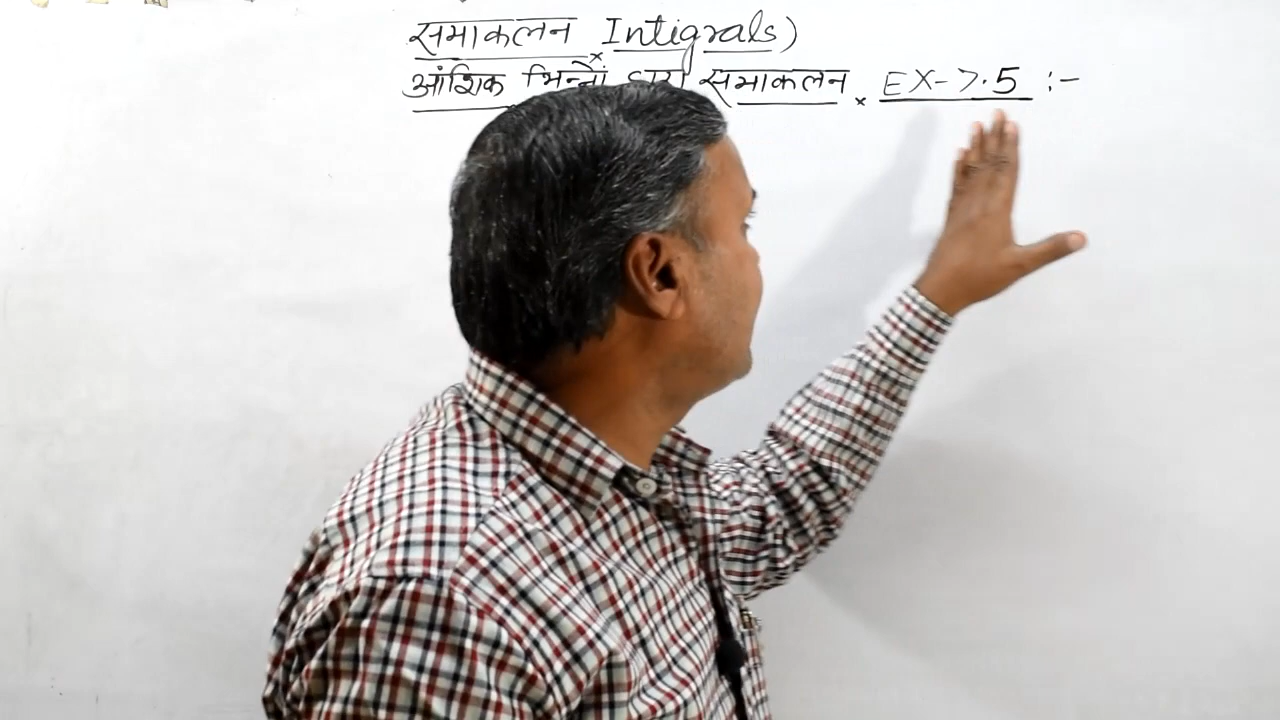 समाकलन Intigrals)
आंशिक भिन्नों द्वारा समाकलन EX-7.5 :-